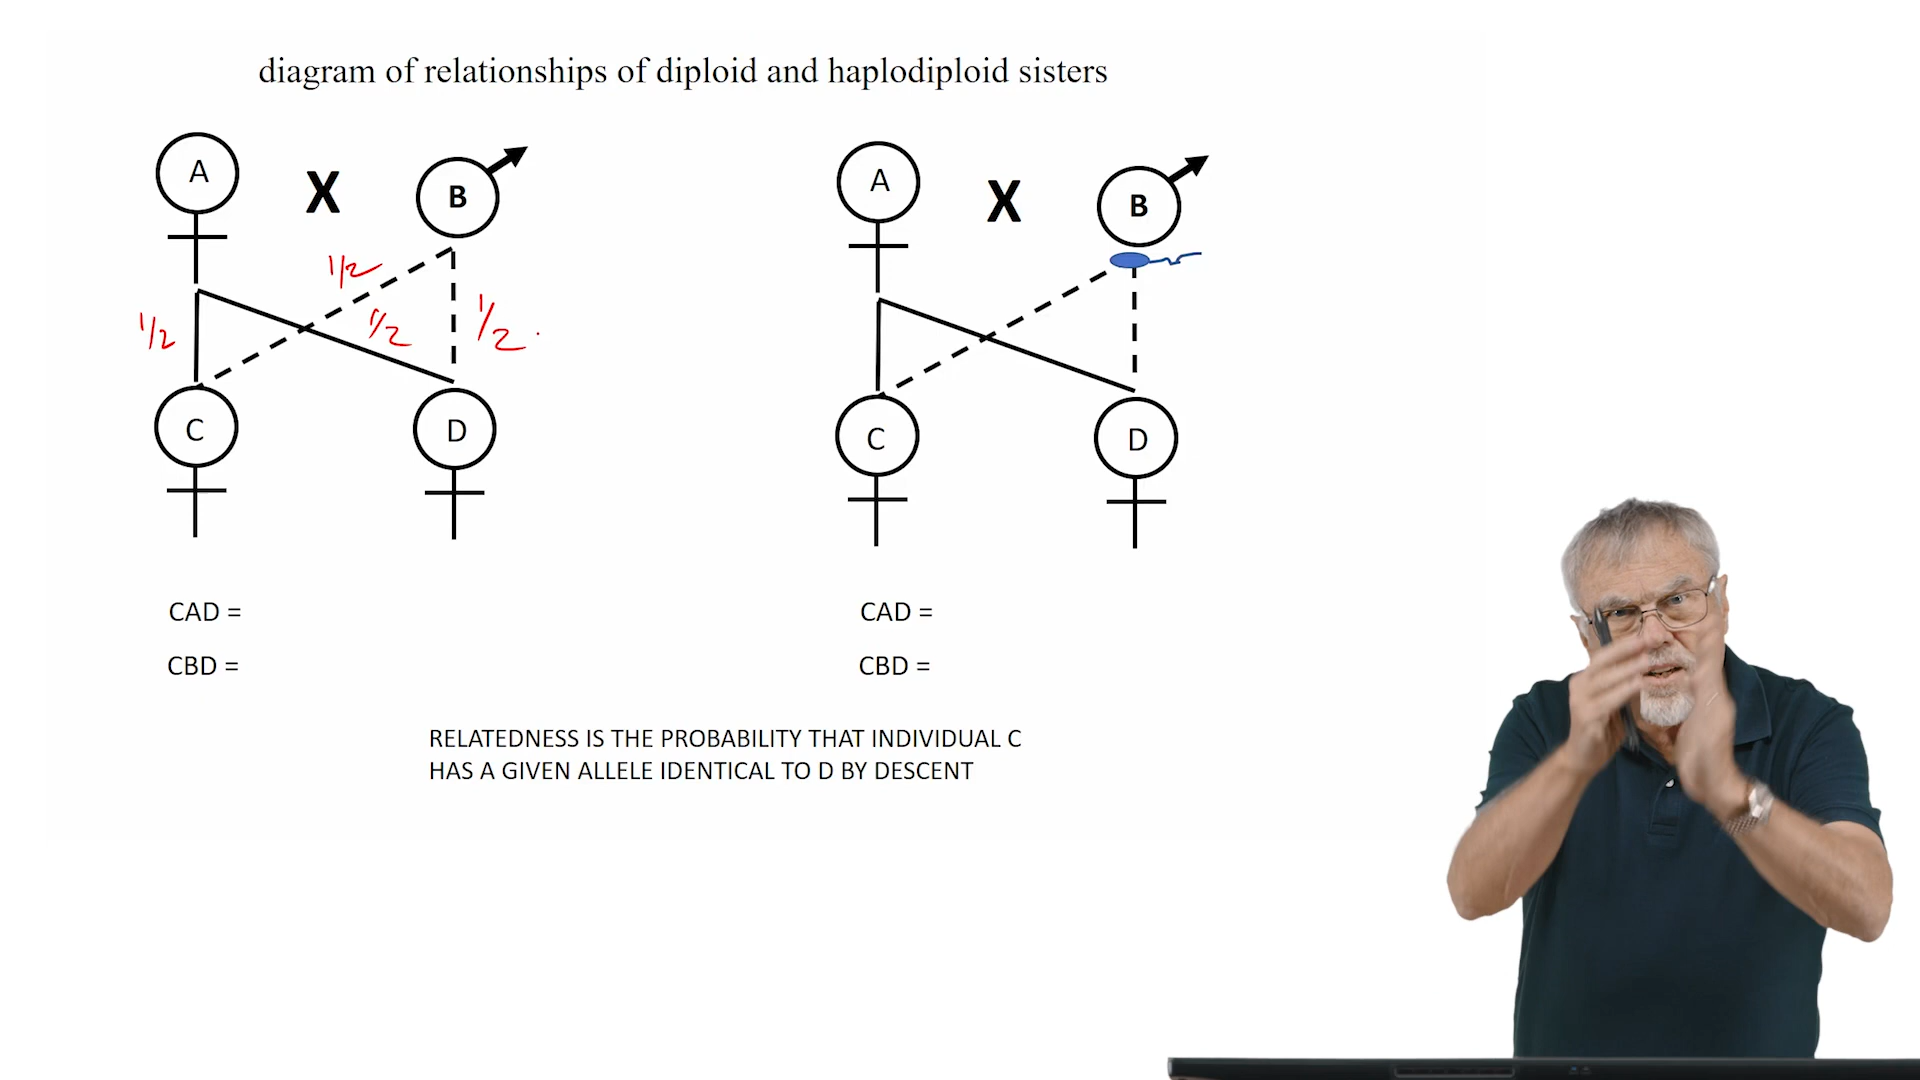 diagram of relationships of diploid and haplodiploid sisters
A X B
1/2
1/2
1/2
1/2
C D
A X B
C D
CAD =
CBD =
CAD =
CBD =
RELATEDNESS IS THE PROBABILITY THAT INDIVIDUAL C
HAS A GIVEN ALLELE IDENTICAL TO D BY DESCENT